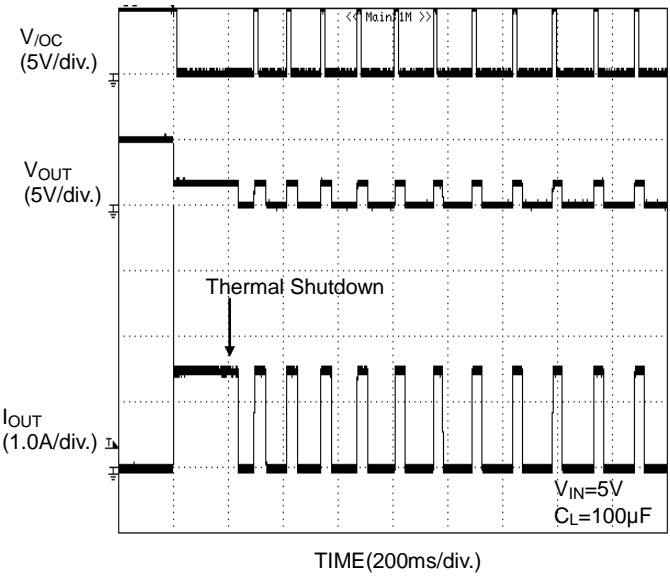 << Main:1M >>
V/OC
(5V/div.)
VOUT
(5V/div.)
Thermal Shutdown
IOUT
(1.0A/div.)
VIN=5V
CL=100µF
TIME(200ms/div.)